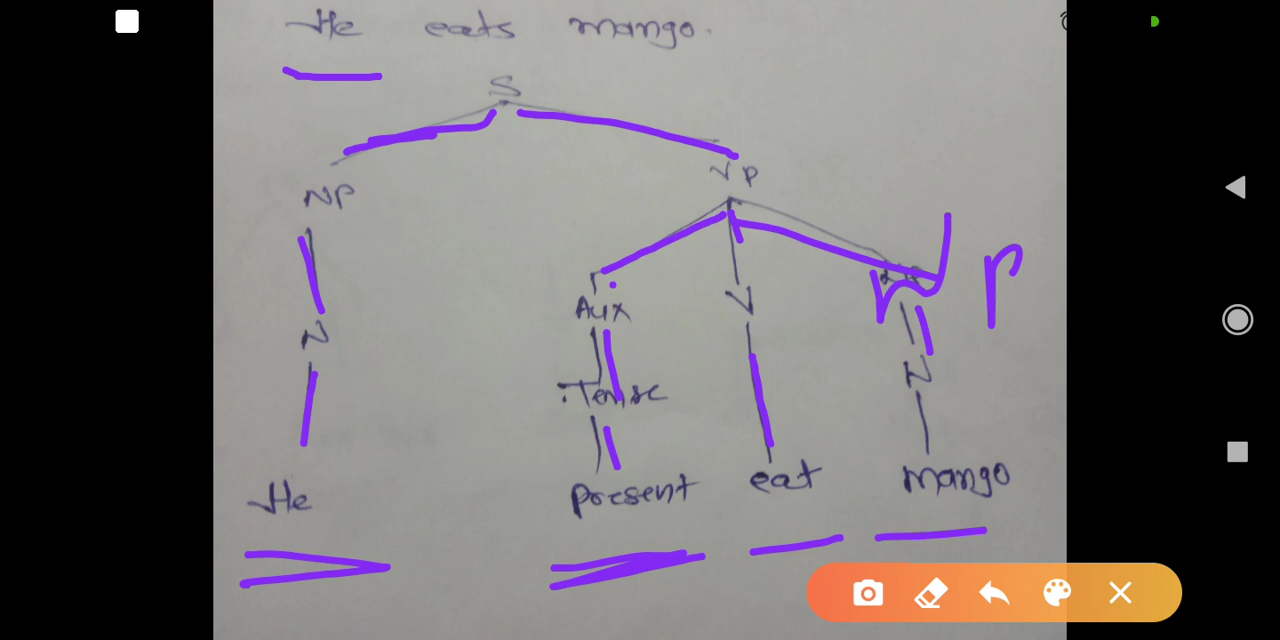 He eats mango.
S
NP VP
Aux V NP
N N
Tense
He Present eat mango